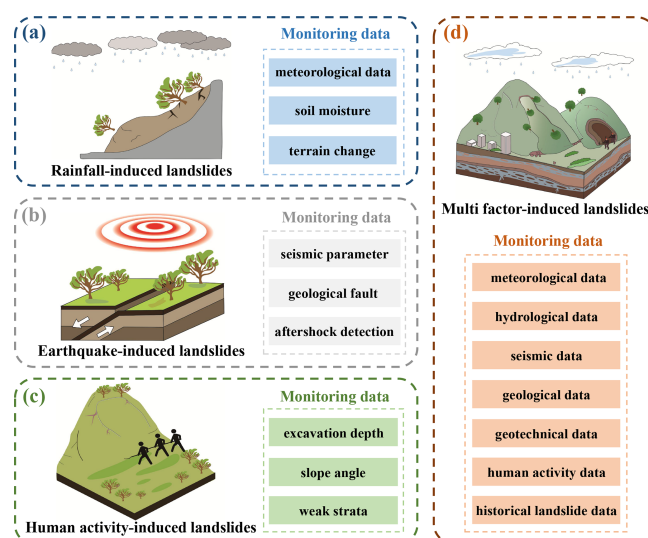 (a)
Monitoring data
meteorological data
soil moisture
terrain change
Rainfall-induced landslides
(b)
Monitoring data
seismic parameter
geological fault
aftershock detection
Earthquake-induced landslides
(c)
Monitoring data
excavation depth
slope angle
weak strata
Human activity-induced landslides
(d)
Multi factor-induced landslides
Monitoring data
meteorological data
hydrological data
seismic data
geological data
geotechnical data
human activity data
historical landslide data